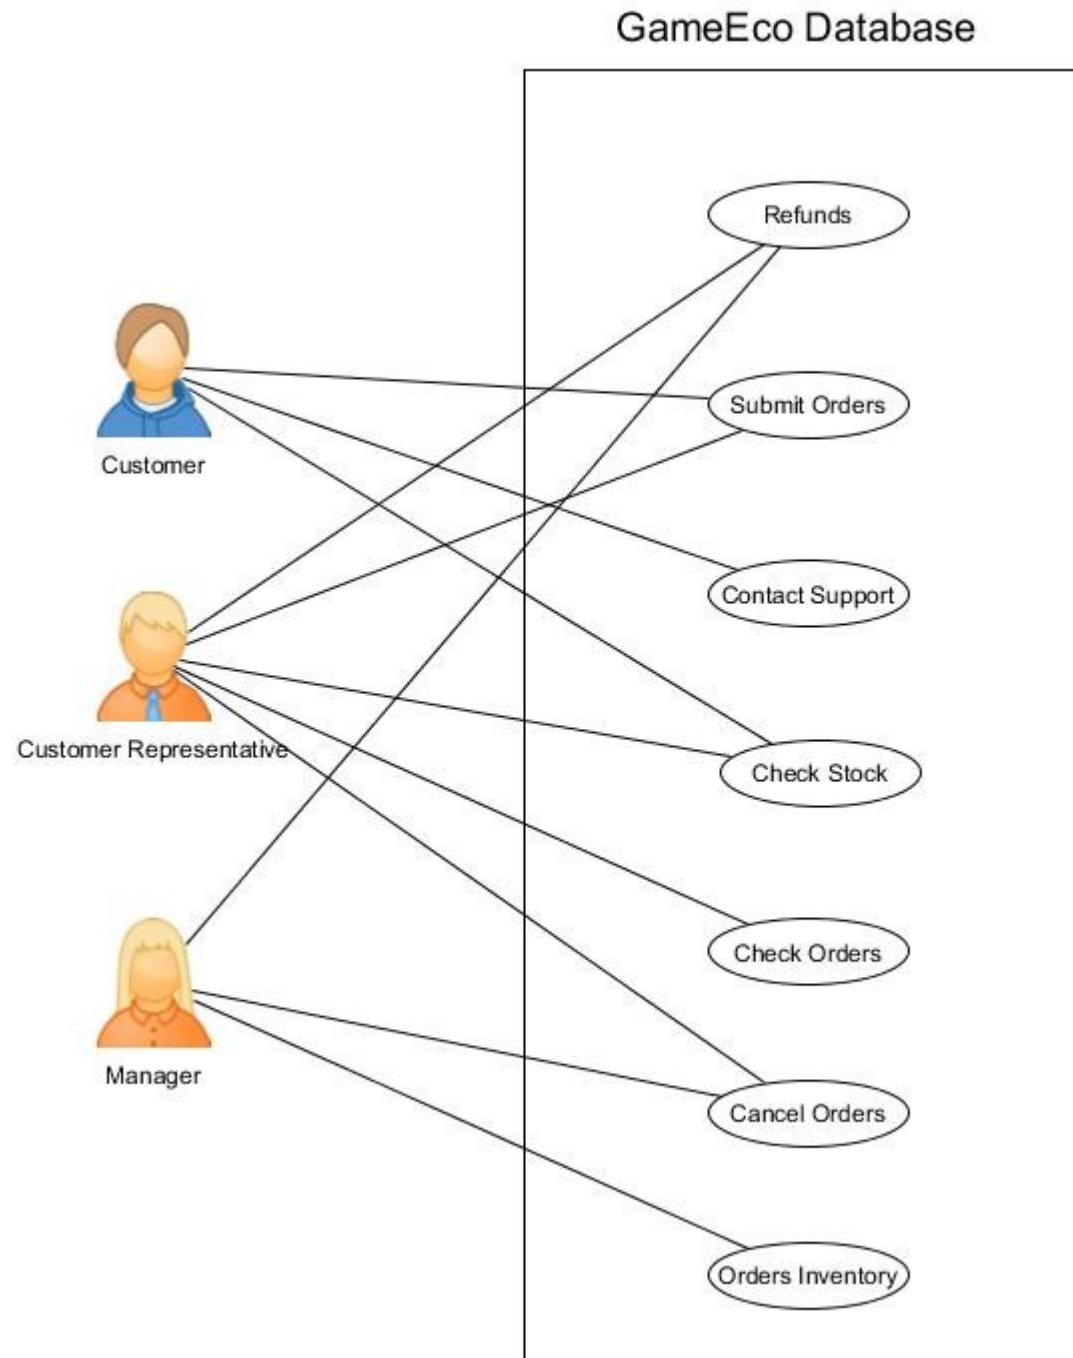 GameEco Database
Refunds
Customer
Submit Orders
Contact Support
Customer Representative
Check Stock
Check Orders
Manager
Cancel Orders
Orders Inventory